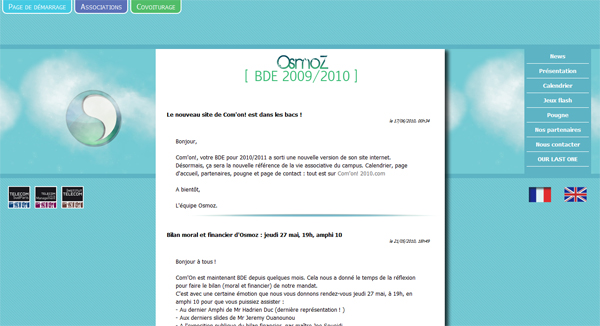 Page de démarrage
Associations
Covoiturage
OsmoZ
[ BDE 2009/2010 ]
News
Présentation
Calendrier
Jeux flash
Pougne
Nos partenaires
Nous contacter
OUR LAST ONE
Le nouveau site de Com'on! est dans les bacs !
le 17/06/2010, 00h34
Bonjour,
Com'on!, votre BDE pour 2010/2011 a sorti une nouvelle version de son site internet.
Désormais, ça sera la nouvelle référence de la vie associative du campus. Calendrier, page
d'accueil, partenaires, pougne et page de contact : tout est sur Com'on! 2010.com
A bientôt,
L'équipe Osmoz.
TELECOM
TELECOM
TELECOM
Bilan moral et financier d'Osmoz : jeudi 27 mai, 19h, amphi 10
le 21/05/2010, 18h49
Bonjour à tous !
Com'On est maintenant BDE depuis quelques mois. Cela nous a donné le temps de la réflexion
pour faire le bilan (moral et financier) de notre mandat.
C'est avec une certaine émotion que nous vous donnons rendez-vous jeudi 27 mai, à 19h, en
amphi 10 pour que vous puissiez assister :
- Au dernier Amphi de Mr Hadrien Duc (dernière représentation ! )
- Aux derniers slides de Mr Jeremy Ouanounou